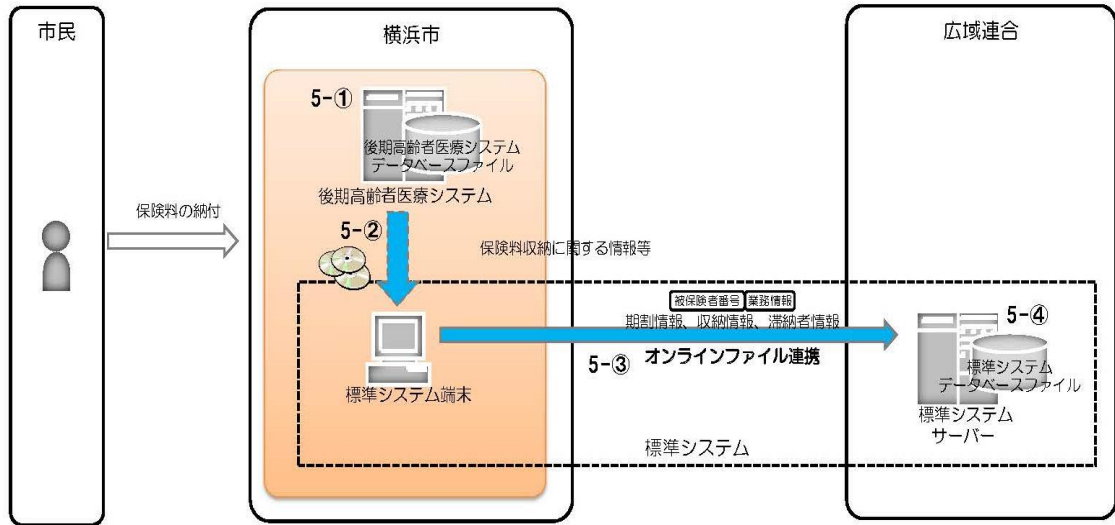 市民
横浜市
広域連合
5-①
後期高齢者医療システム
データベースファイル
後期高齢者医療システム
保険料の納付
5-②
保険料収納に関する情報等
被保険者番号 業務情報
期割情報、収納情報、滞納者情報
5-③ オンラインファイル連携
標準システム端末
5-④
標準システム
データベースファイル
標準システム
サーバー
標準システム